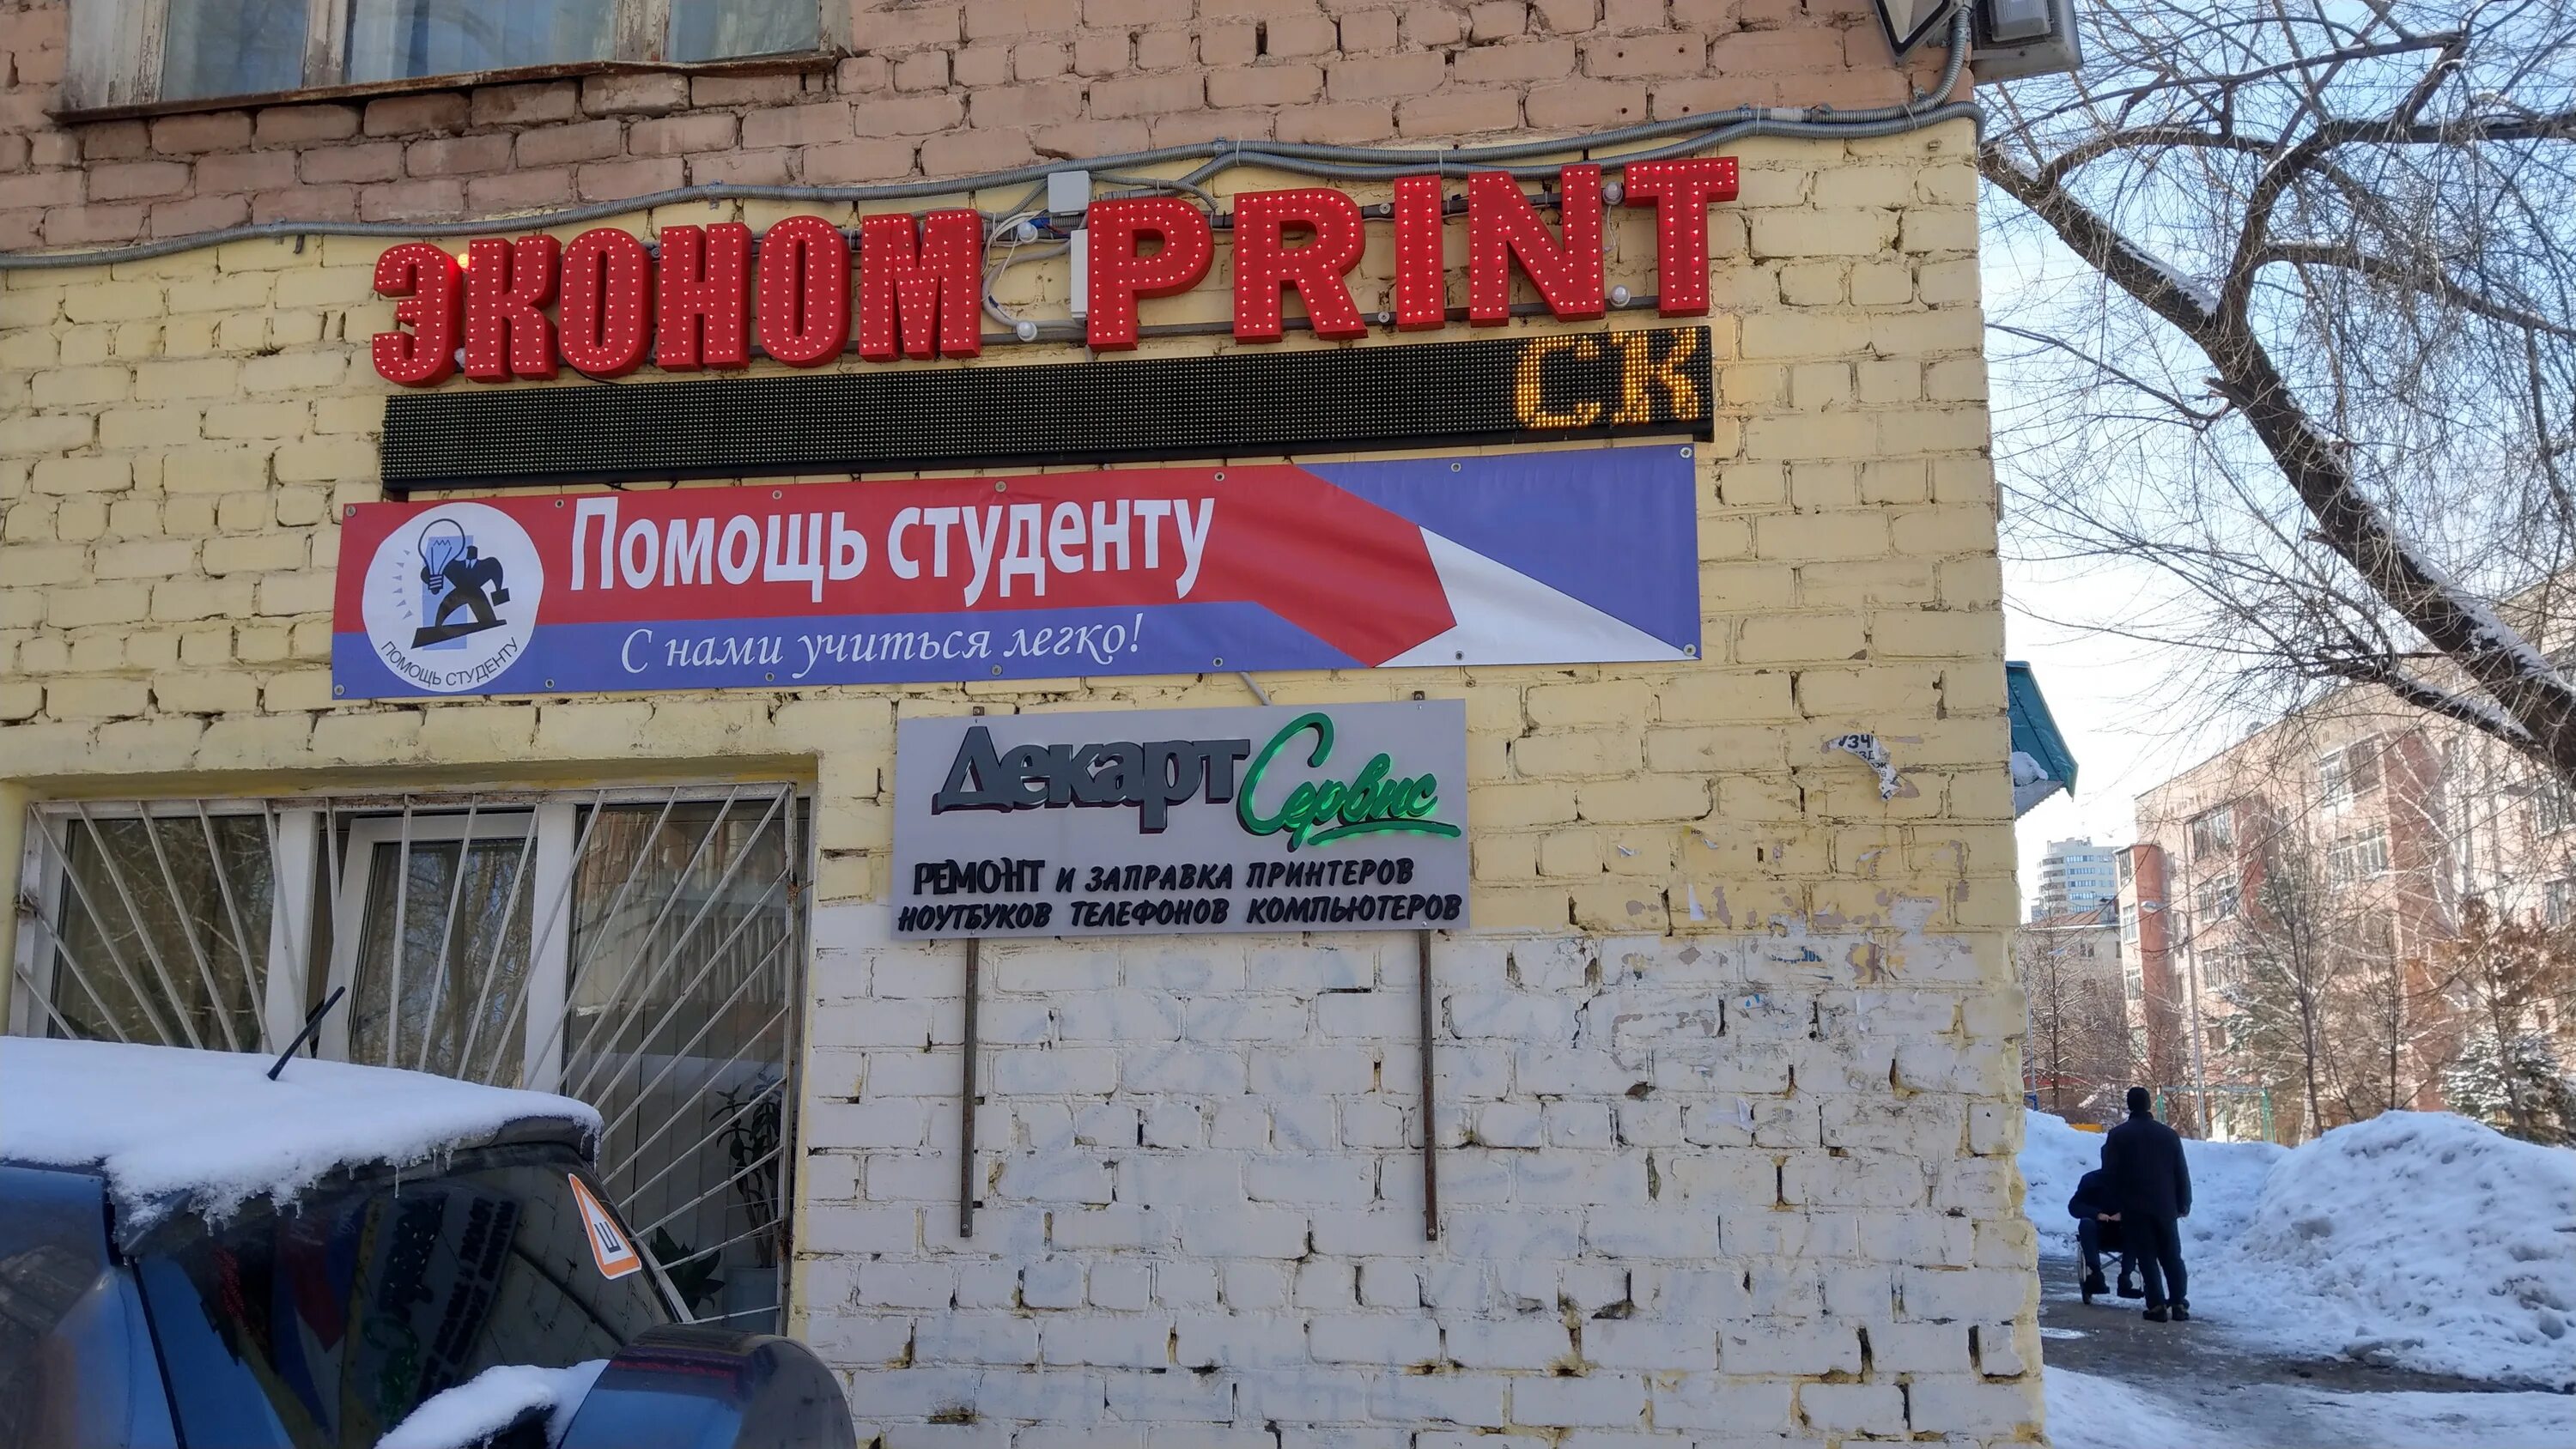 ЭКОНОМ PRINT
СК
Помощь студенту
С нами учиться легко!
ПОМОЩЬ СТУДЕНТУ
Декарт Сервис
РЕМОНТ И ЗАПРАВКА ПРИНТЕРОВ
НОУТБУКОВ ТЕЛЕФОНОВ КОМПЬЮТЕРОВ
Ш